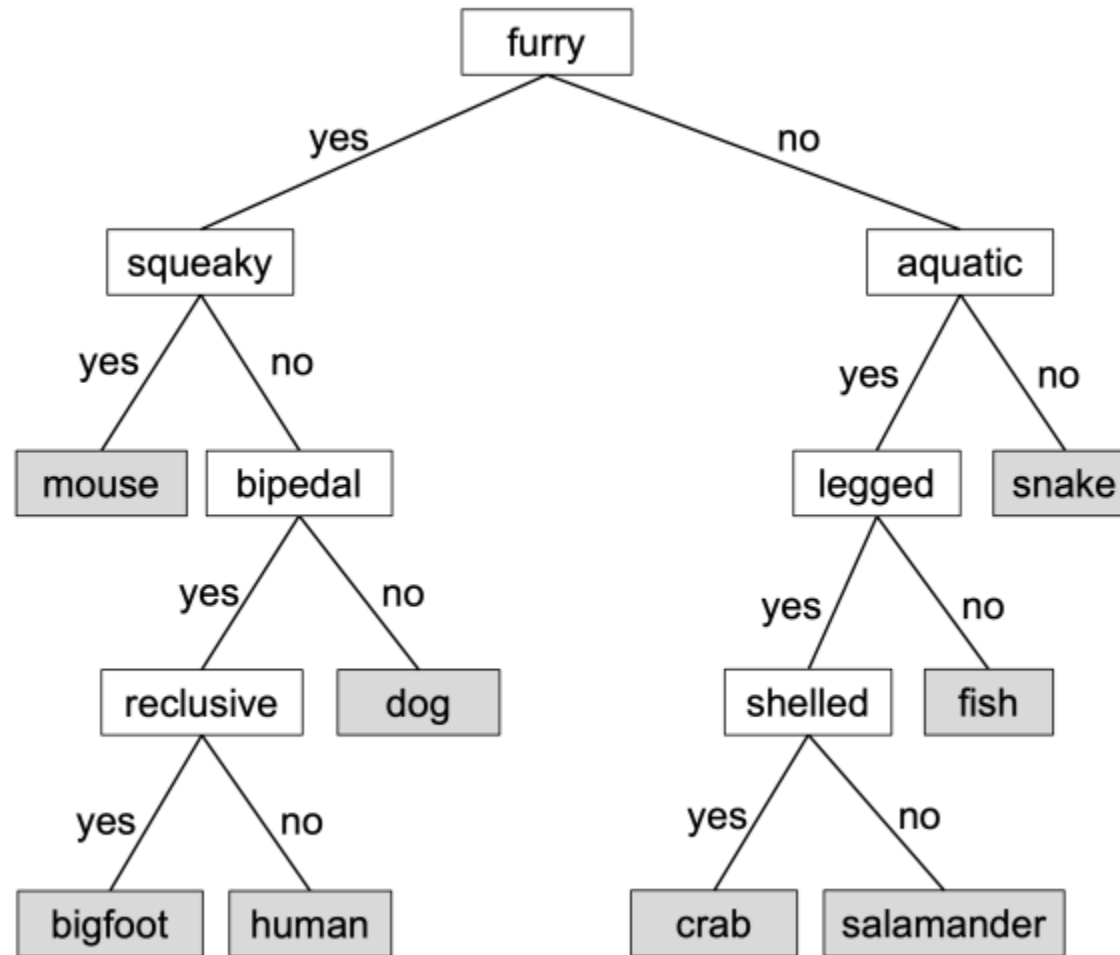 furry
yes
no
squeaky
aquatic
yes
no
yes
no
mouse
bipedal
legged
snake
yes
no
yes
no
reclusive
dog
shelled
fish
yes
no
yes
no
bigfoot
human
crab
salamander